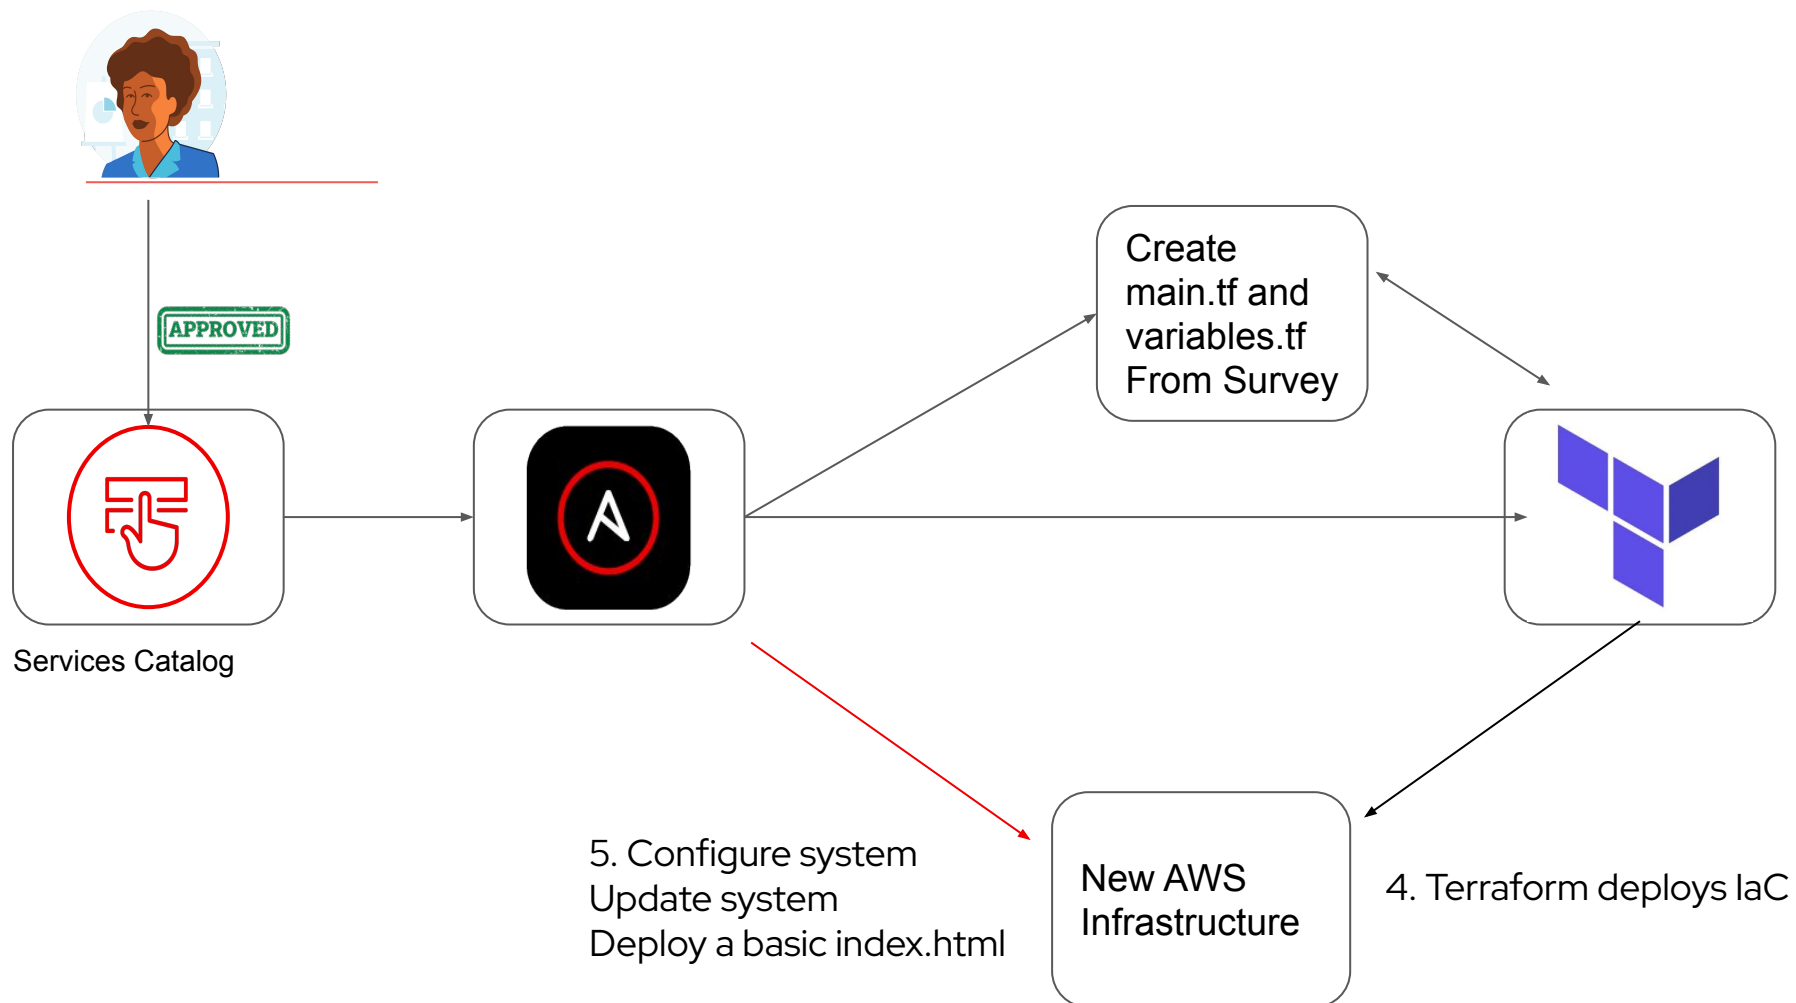 APPROVED
Create
main.tf and
variables.tf
From Survey
Services Catalog
5. Configure system
Update system
Deploy a basic index.html
New AWS
Infrastructure
4. Terraform deploys IaC